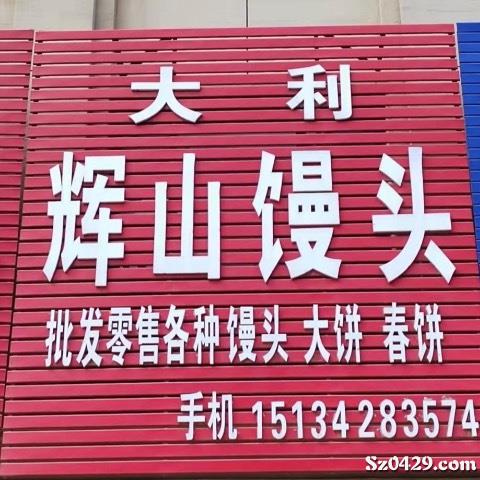 大利
辉山馒头
批发零售各种馒头 大饼 春饼
手机 15134283574
Sz0429.com